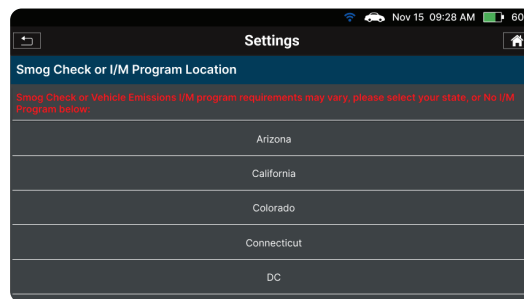 Nov 15 09:28 AM 60
Settings
Smog Check or I/M Program Location
Smog Check or Vehicle Emissions I/M program requirements may vary, please select your state, or No I/M
Program below:
Arizona
California
Colorado
Connecticut
DC